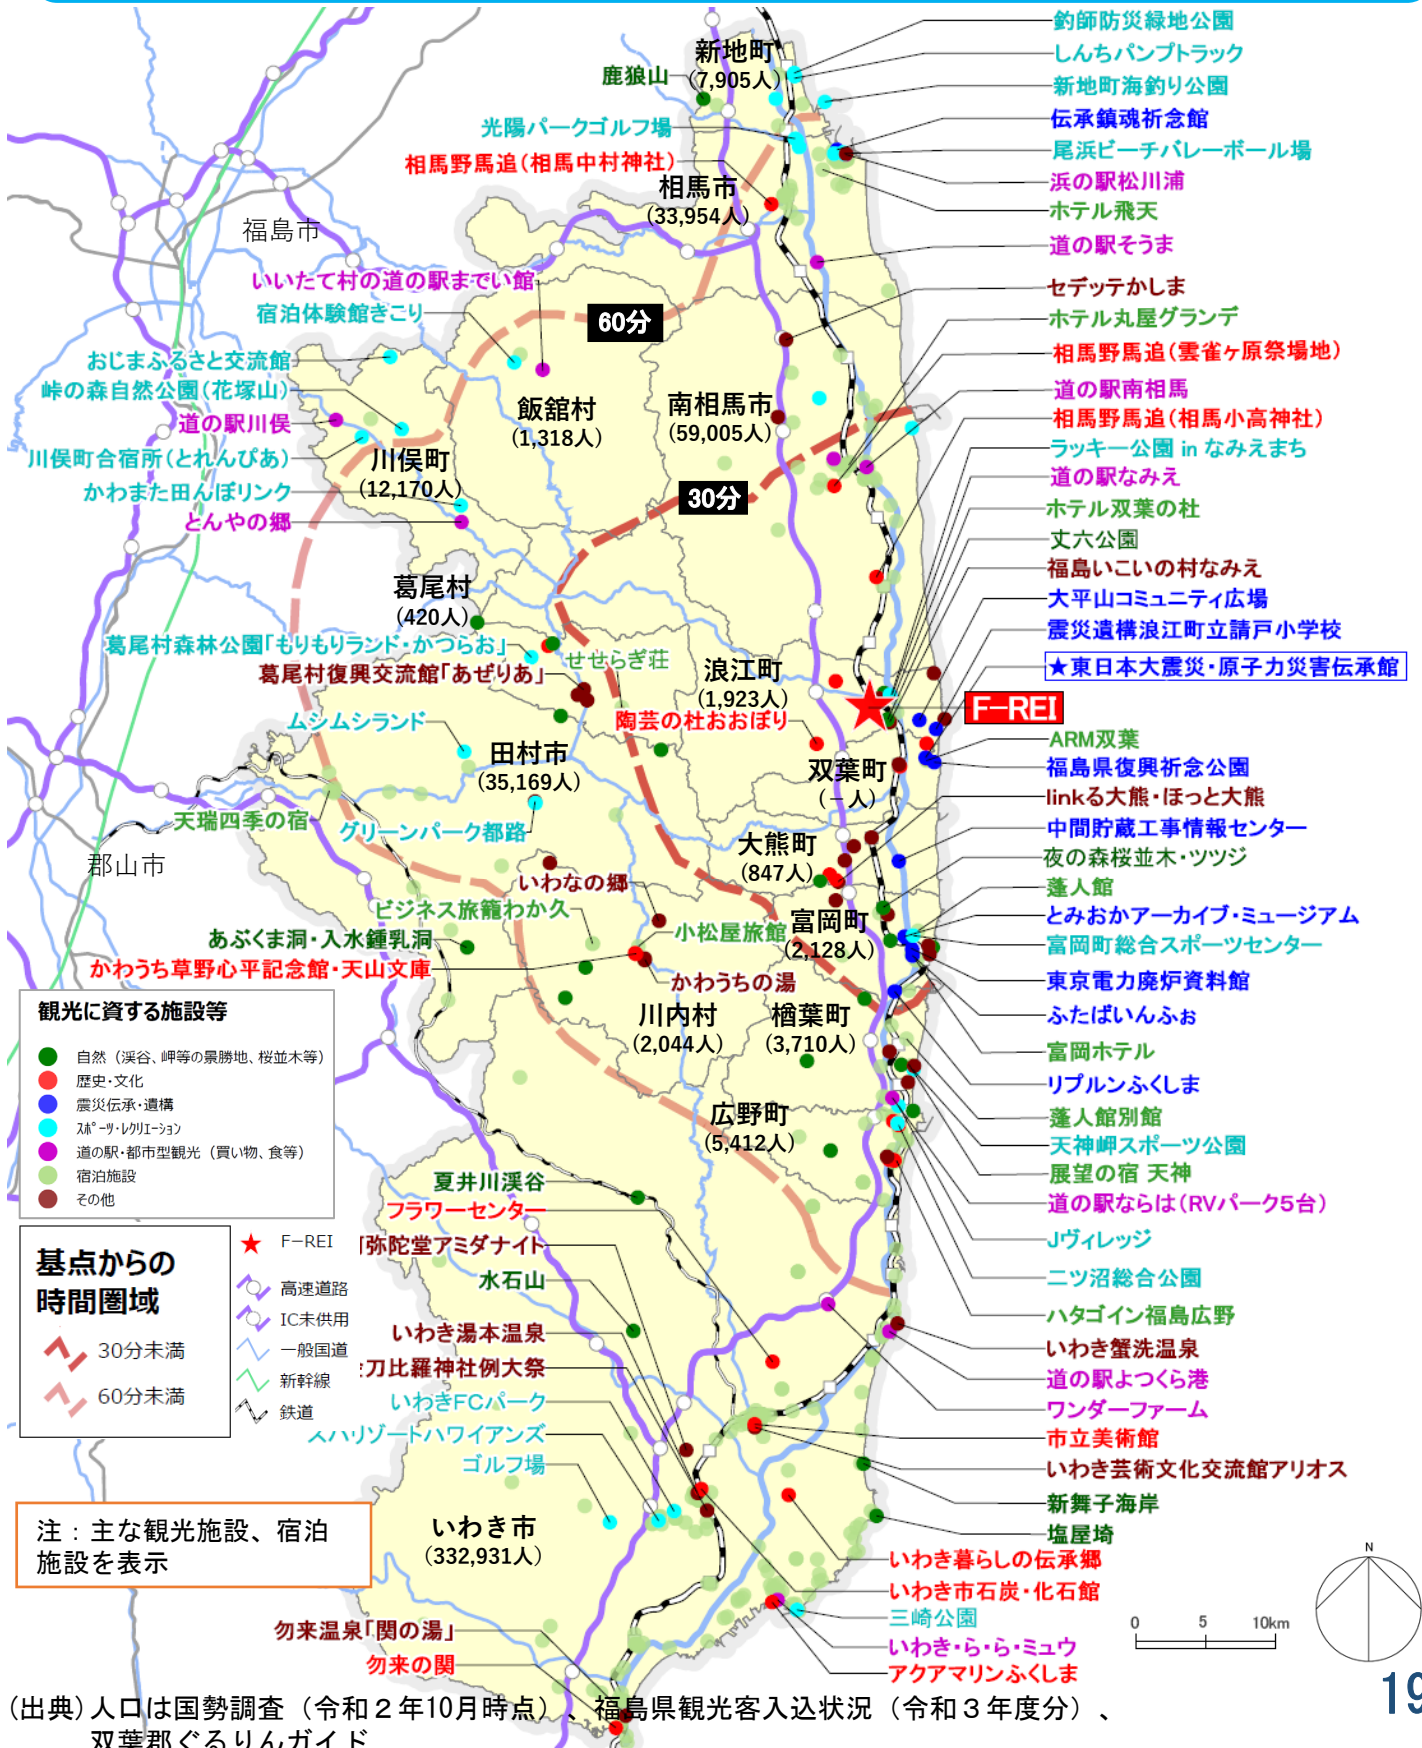 釣師防災緑地公園
しんちパンプトラック
新地町海釣り公園
伝承鎮魂祈念館
尾浜ビーチバレーボール場
浜の駅松川浦
ホテル飛天
道の駅そうま
セデッテかしま
ホテル丸屋グランデ
相馬野馬追(雲雀ヶ原祭場地)
道の駅南相馬
相馬野馬追(相馬小高神社)
ラッキー公園 in なみえまち
道の駅なみえ
ホテル双葉の杜
丈六公園
福島いこいの村なみえ
大平山コミュニティ広場
震災遺構浪江町立請戸小学校
★東日本大震災・原子力災害伝承館
F-REI
ARM双葉
福島県復興祈念公園
linkる大熊・ほっと大熊
中間貯蔵工事情報センター
夜の森桜並木・ツツジ
蓬人館
とみおかアーカイブ・ミュージアム
富岡町総合スポーツセンター
東京電力廃炉資料館
ふたばいんふぉ
富岡ホテル
リプルンふくしま
蓬人館別館
天神岬スポーツ公園
展望の宿 天神
道の駅ならは(RVパーク5台)
Jヴィレッジ
二ツ沼総合公園
ハタゴイン福島広野
いわき蟹洗温泉
道の駅よつくら港
ワンダーファーム
市立美術館
いわき芸術文化交流館アリオス
新舞子海岸
塩屋埼
いわき暮らしの伝承郷
いわき市石炭・化石館
三崎公園
いわき・ら・ら・ミュウ
アクアマリンふくしま
新地町
(7,905人)
鹿狼山
光陽パークゴルフ場
相馬野馬追(相馬中村神社)
相馬市
(33,954人)
福島市
いいたて村の道の駅までい館
宿泊体験館きこり
60分
おじまふるさと交流館
峠の森自然公園(花塚山)
道の駅川俣
川俣町合宿所(とれんぴあ)
かわまた田んぼリンク
とんやの郷
飯舘村
(1,318人)
南相馬市
(59,005人)
川俣町
(12,170人)
30分
葛尾村
(420人)
葛尾村森林公園「もりもりランド・かつらお」
せせらぎ荘
葛尾村復興交流館「あぜりあ」
浪江町
(1,923人)
陶芸の杜おおぼり
ムシムシランド
田村市
(35,169人)
双葉町
(-人)
天瑞四季の宿
グリーンパーク都路
郡山市
大熊町
(847人)
いわなの郷
ビジネス旅籠わか久
小松屋旅館
富岡町
(2,128人)
あぶくま洞・入水鍾乳洞
かわうち草野心平記念館・天山文庫
かわうちの湯
川内村
(2,044人)
楢葉町
(3,710人)
広野町
(5,412人)
観光に資する施設等
自然（渓谷、岬等の景勝地、桜並木等）
歴史・文化
震災伝承・遺構
ｽﾎﾟｰﾂ・ﾚｸﾘｴｰｼｮﾝ
道の駅・都市型観光（買い物、食等）
宿泊施設
その他
基点からの
時間圏域
30分未満
60分未満
F-REI
高速道路
IC未供用
一般国道
新幹線
鉄道
夏井川渓谷
フラワーセンター
弥陀堂アミダナイト
水石山
いわき湯本温泉
刀比羅神社例大祭
いわきFCパーク
スハリゾートハワイアンズ
ゴルフ場
いわき市
(332,931人)
勿来温泉「関の湯」
勿来の関
注：主な観光施設、宿泊
施設を表示
N
0 5 10km
(出典)人口は国勢調査（令和２年10月時点）、福島県観光客入込状況（令和３年度分）、
双葉郡ぐるりんガイド
19